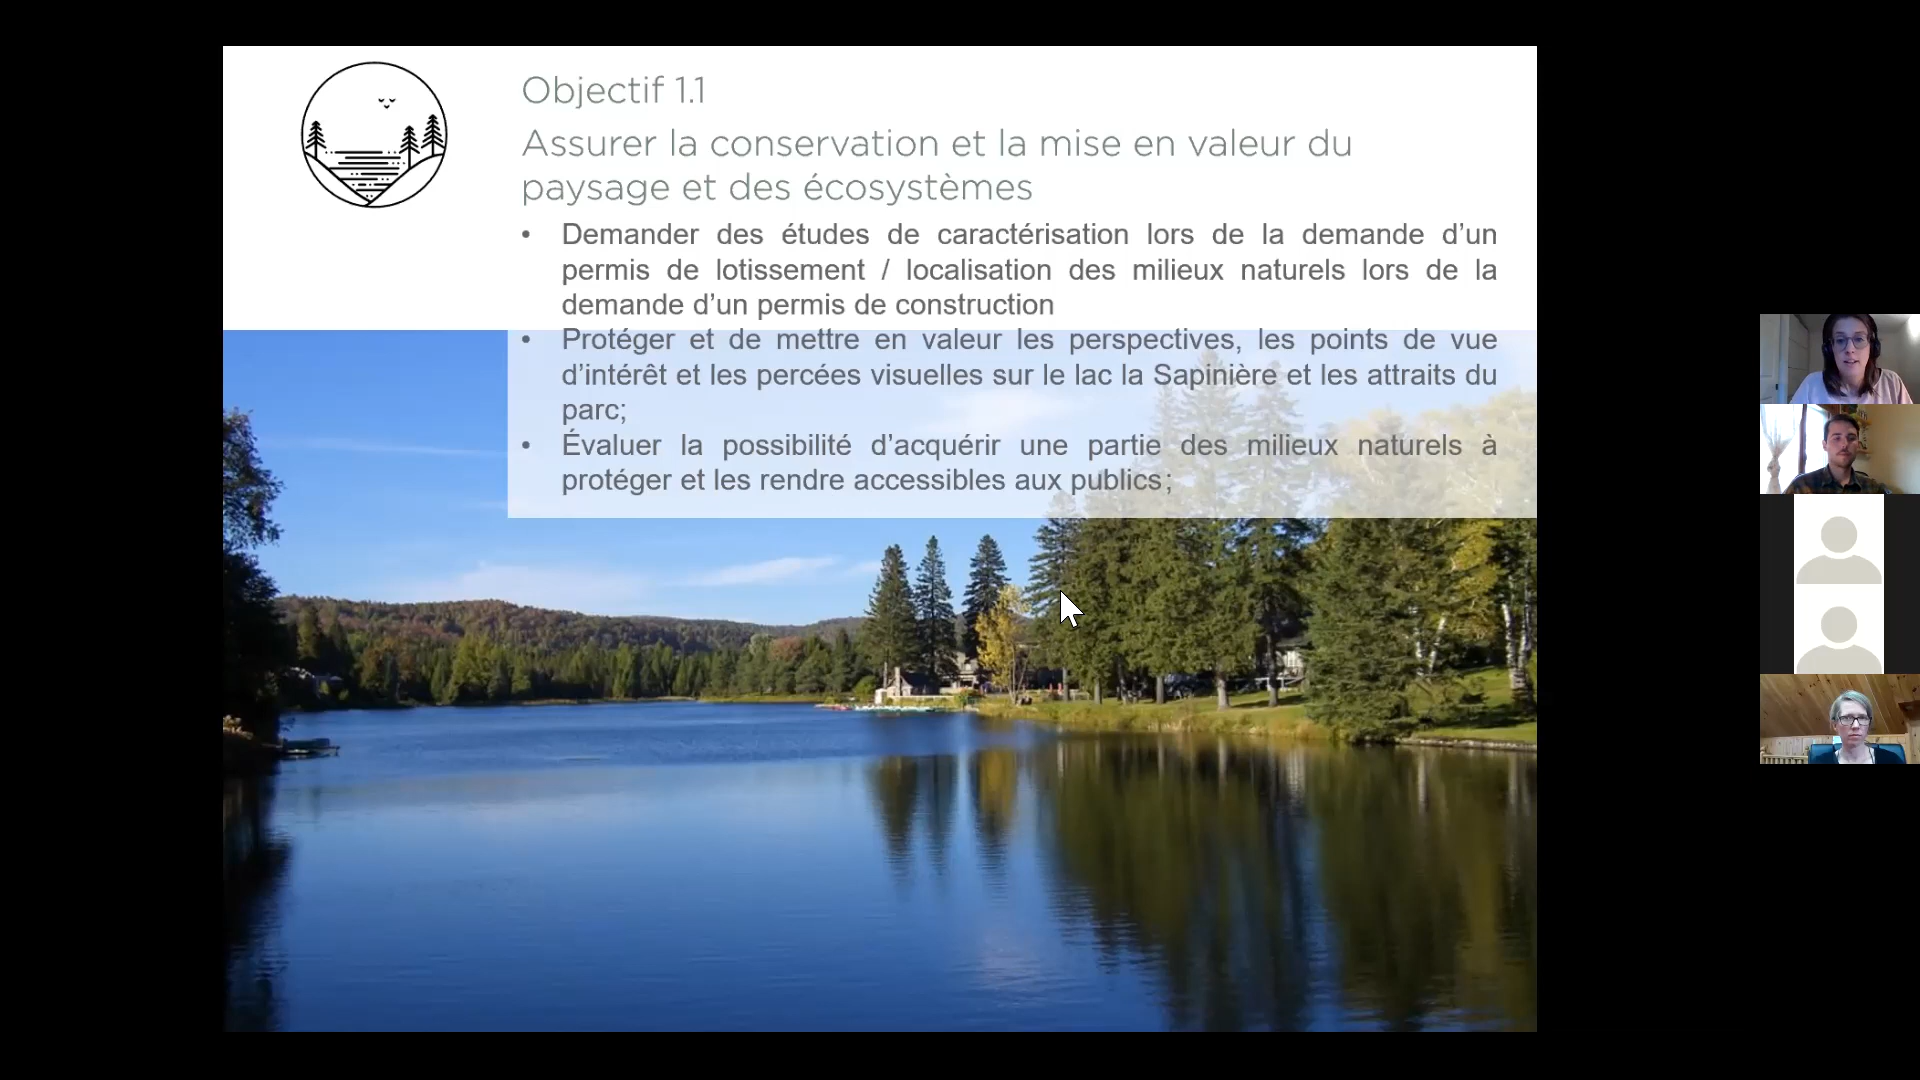 Objectif 1.1
Assurer la conservation et la mise en valeur du
paysage et des écosystèmes
• Demander des études de caractérisation lors de la demande d’un
permis de lotissement / localisation des milieux naturels lors de la
demande d’un permis de construction
• Protéger et de mettre en valeur les perspectives, les points de vue
d’intérêt et les percées visuelles sur le lac la Sapinière et les attraits du
parc;
• Évaluer la possibilité d’acquérir une partie des milieux naturels à
protéger et les rendre accessibles aux publics;